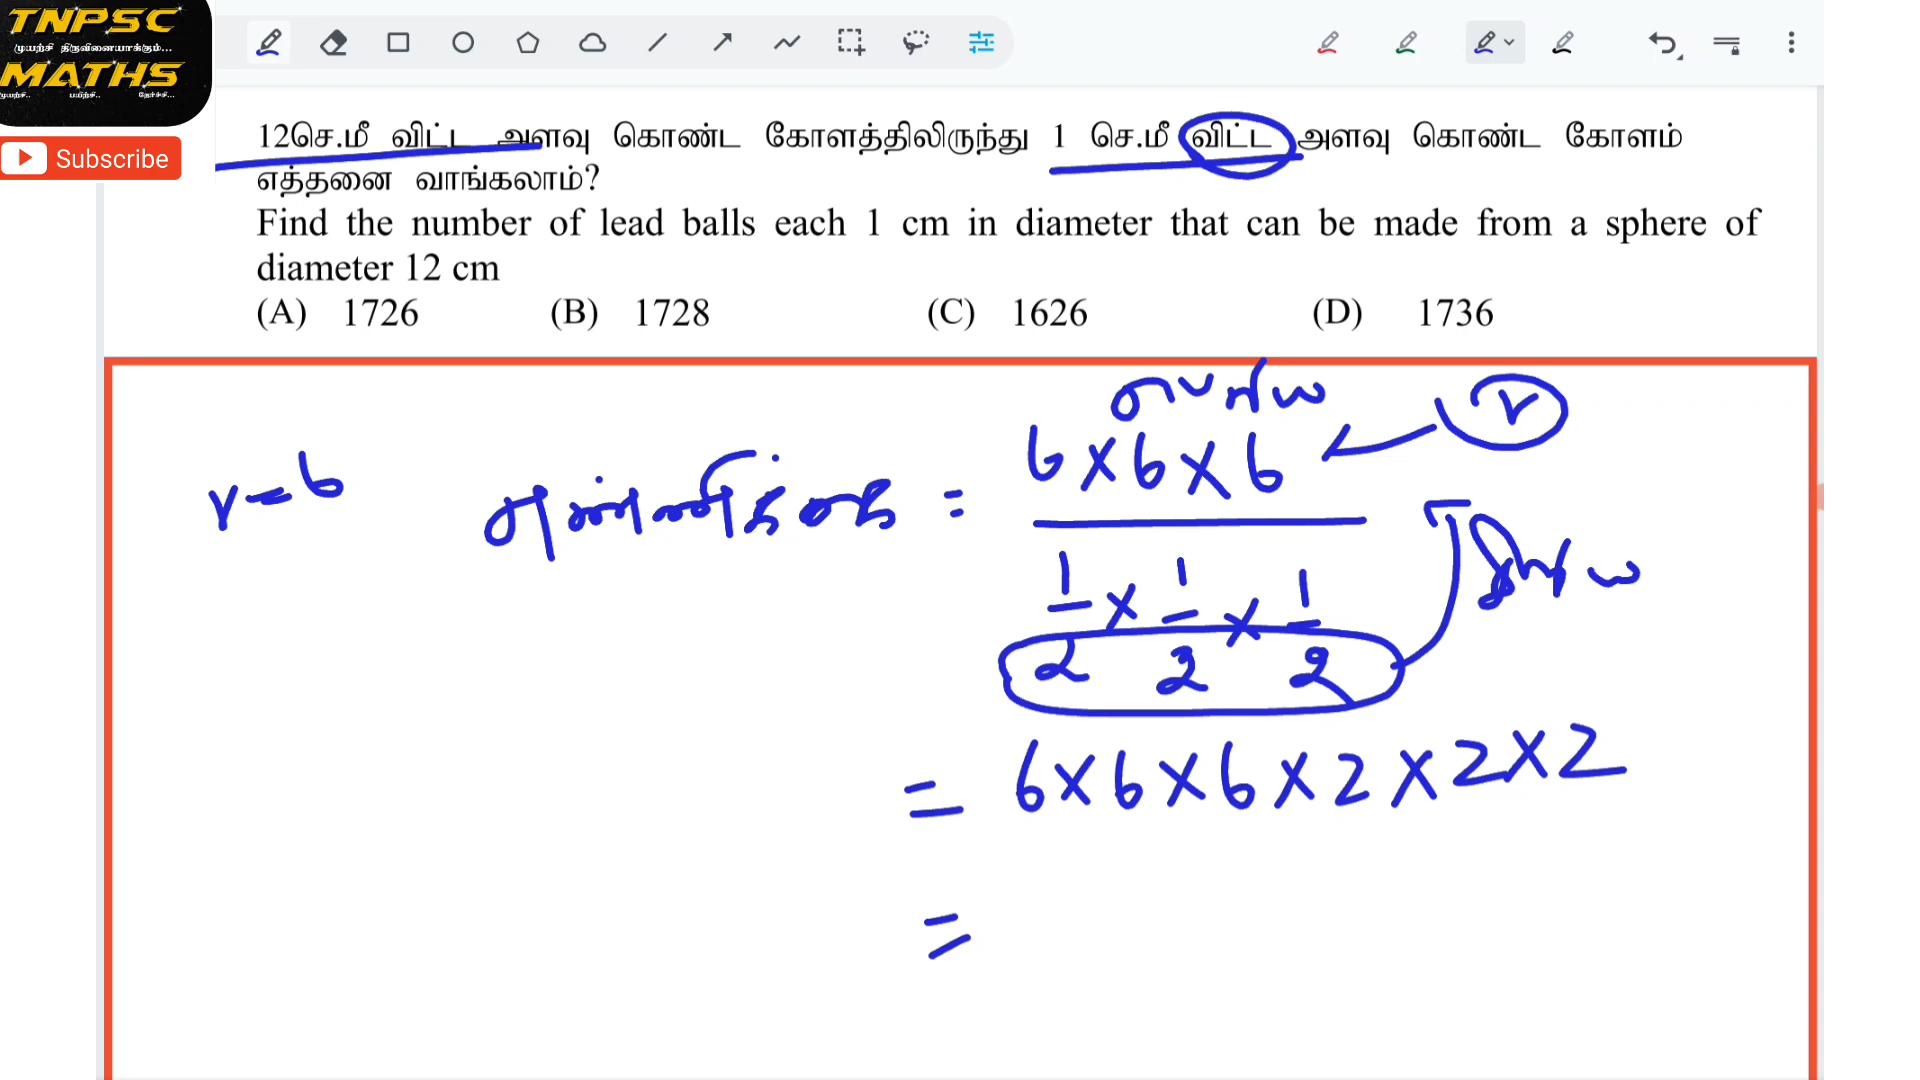 TNPSC
முயற்சி திருவினையாக்கும்...
MATHS
முயற்சி.. பயிற்சி.. தேர்ச்சி...
Subscribe
12செ.மீ விட்ட அளவு கொண்ட கோளத்திலிருந்து 1 செ.மீ விட்ட அளவு கொண்ட கோளம்
எத்தனை வாங்கலாம்?
Find the number of lead balls each 1 cm in diameter that can be made from a sphere of
diameter 12 cm
(A) 1726 (B) 1728 (C) 1626 (D) 1736
பெரிய
r
r=6 எண்ணிக்கை = 6×6×6
1/2 × 1/2 × 1/2
சிறிய
= 6×6×6×2×2×2
=